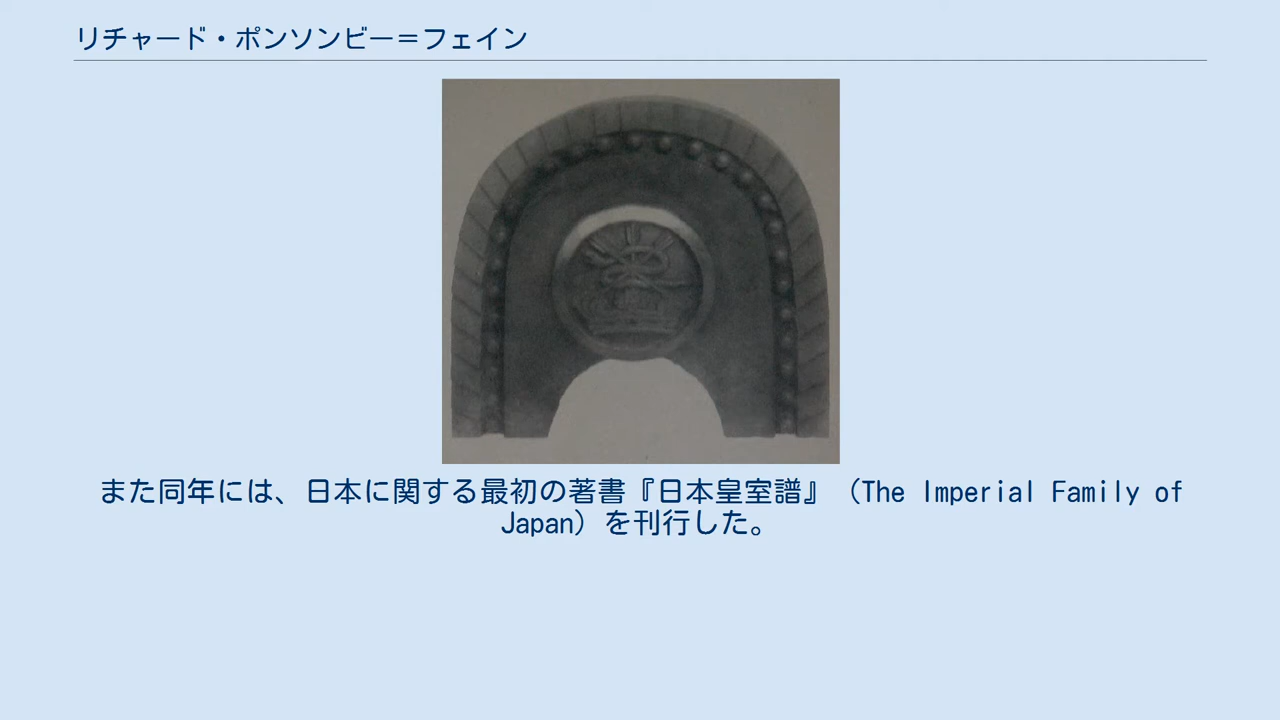 リチャード・ポンソンビー＝フェイン
また同年には、日本に関する最初の著書『日本皇室譜』（The Imperial Family of
Japan）を刊行した。